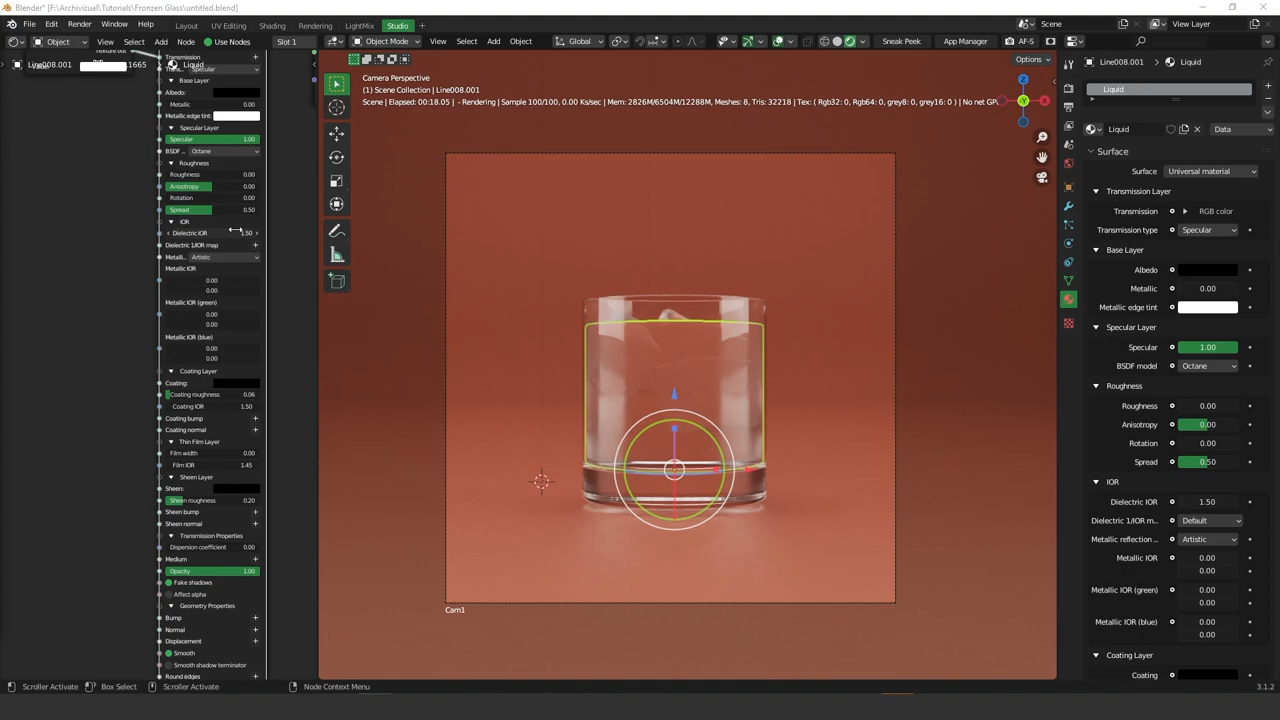 Blender* [F:\Archivizual\Tutorials\Fronzen Glass\untitled.blend]
File Edit Render Window Help Layout UV Editing Shading Rendering LightMix Studio Scene View Layer
Object View Select Add Node Use Nodes Slot 1 Object Mode View Select Add Object Global Sneak Peek App Manager AF-S
Line008.001 1665 Liquid
Options
Line008.001 Liquid
Transmission
Specular
Base Layer
Albedo:
Metallic 0.00
Metallic edge tint:
Specular Layer
Specular 1.00
BSDF .. Octane
Roughness
Roughness 0.00
Anisotropy 0.00
Rotation 0.00
Spread 0.50
IOR
Dielectric IOR 1.50
Dielectric 1/IOR map
Metalli.. Artistic
Metallic IOR
0.00
0.00
Metallic IOR (green)
0.00
0.00
Metallic IOR (blue)
0.00
0.00
Coating Layer
Coating:
Coating roughness 0.06
Coating IOR 1.50
Coating bump
Coating normal
Thin Film Layer
Film width 0.00
Film IOR 1.45
Sheen Layer
Sheen:
Sheen roughness 0.20
Sheen bump
Sheen normal
Transmission Properties
Dispersion coefficient 0.00
Medium
Opacity 1.00
Fake shadows
Affect alpha
Geometry Properties
Bump
Normal
Displacement
Smooth
Smooth shadow terminator
Round edges
Camera Perspective
(1) Scene Collection | Line008.001
Scene | Elapsed: 00:18.05 | - Rendering | Sample 100/100, 0.00 Ks/sec | Mem: 2826M/6504M/12288M, Meshes: 8, Tris: 32218 | Tex: ( Rgb32: 0, Rgb64: 0, grey8: 0, grey16: 0 ) | No net GP
Cam1
Liquid
Liquid Data
Surface
Surface Universal material
Transmission Layer
Transmission RGB color
Transmission type Specular
Base Layer
Albedo
Metallic 0.00
Metallic edge tint
Specular Layer
Specular 1.00
BSDF model Octane
Roughness
Roughness 0.00
Anisotropy 0.00
Rotation 0.00
Spread 0.50
IOR
Dielectric IOR 1.50
Dielectric 1/IOR m... Default
Metallic reflection ... Artistic
Metallic IOR 0.00
0.00
Metallic IOR (green) 0.00
0.00
Metallic IOR (blue) 0.00
0.00
Coating Layer
Coating
Scroller Activate Box Select Scroller Activate Node Context Menu 3.1.2